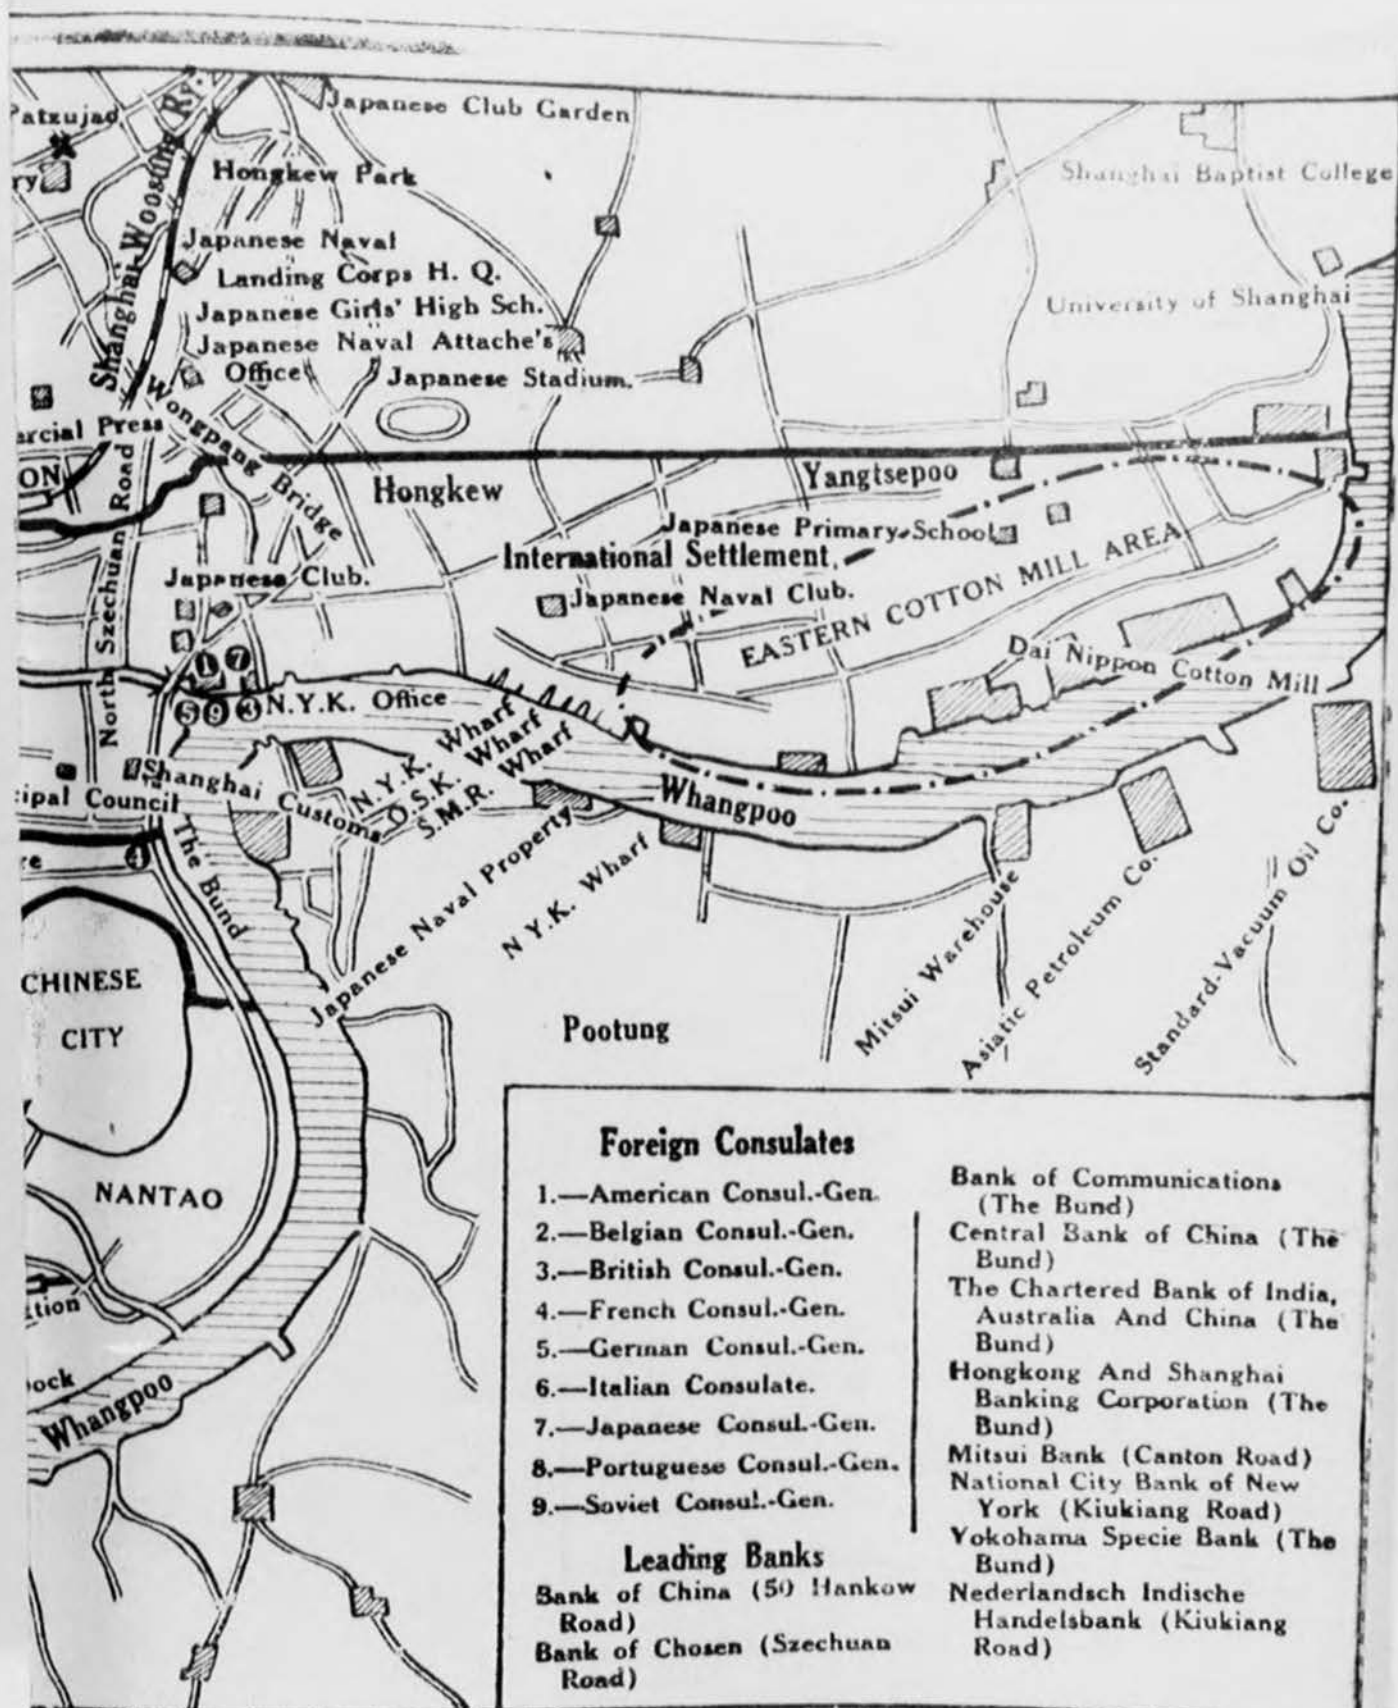 Japanese Club Garden
Patzujao
Hongkew Park
Shanghai-Woosung Ry.
Shanghai Baptist College
Japanese Naval
Landing Corps H. Q.
Japanese Girls' High Sch.
Japanese Naval Attache's
Office
Japanese Stadium.
University of Shanghai
Wongpang Bridge
Press
Hongkew
Yangtsepoo
North Szechuan Road
Japanese Primary School
International Settlement.
Japanese Club.
Japanese Naval Club.
EASTERN COTTON MILL AREA
Dai Nippon Cotton Mill
1 7
5 9 3
N.Y.K. Office
N.Y.K. Wharf
O.S.K. Wharf
S.M.R. Wharf
Shanghai Customs
Council
Whangpoo
4
The Bund
Japanese Naval Property
N.Y.K. Wharf
Mitsui Warehouse
Asiatic Petroleum Co.
Standard-Vacuum Oil Co.
CHINESE
CITY
Pootung
NANTAO
Whangpoo
Foreign Consulates
1.—American Consul.-Gen.
2.—Belgian Consul.-Gen.
3.—British Consul.-Gen.
4.—French Consul.-Gen.
5.—German Consul.-Gen.
6.—Italian Consulate.
7.—Japanese Consul.-Gen.
8.—Portuguese Consul.-Gen.
9.—Soviet Consul.-Gen.
Leading Banks
Bank of China (50 Hankow
Road)
Bank of Chosen (Szechuan
Road)
Bank of Communications
(The Bund)
Central Bank of China (The
Bund)
The Chartered Bank of India,
Australia And China (The
Bund)
Hongkong And Shanghai
Banking Corporation (The
Bund)
Mitsui Bank (Canton Road)
National City Bank of New
York (Kiukiang Road)
Yokohama Specie Bank (The
Bund)
Nederlandsch Indische
Handelsbank (Kiukiang
Road)